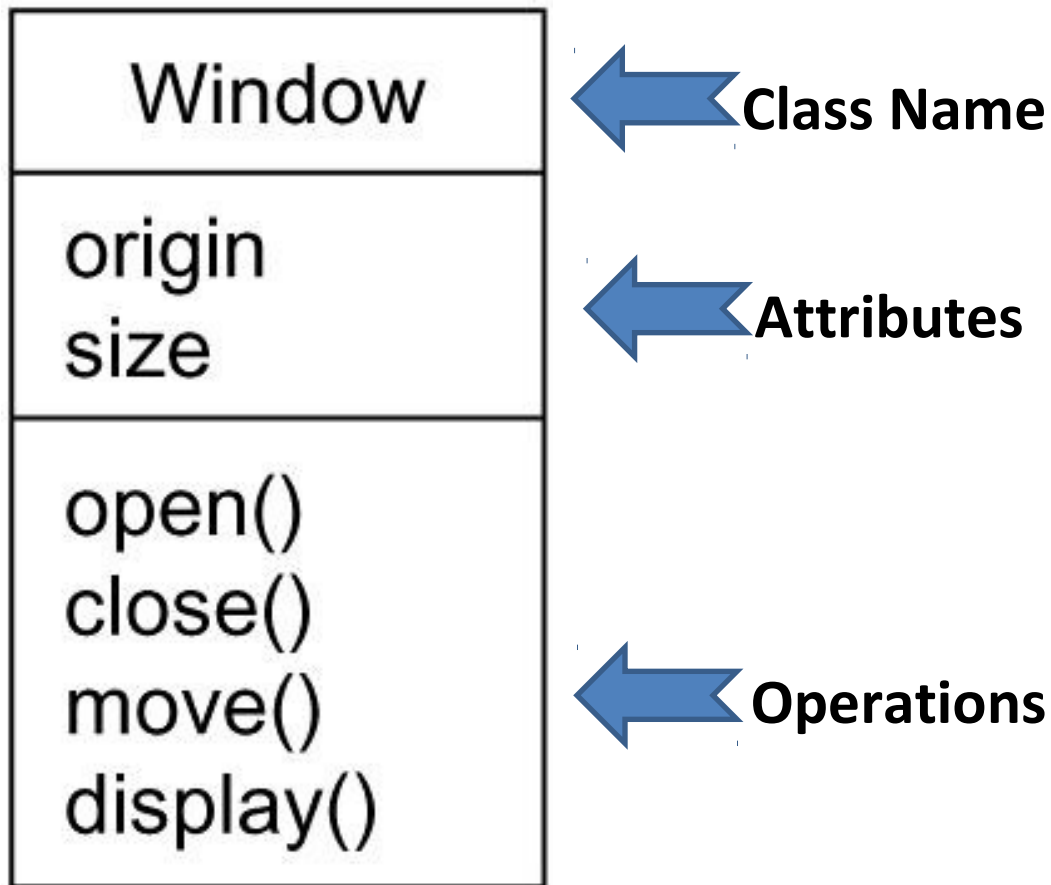 Window
Class Name
origin
size
Attributes
open()
close()
move()
display()
Operations